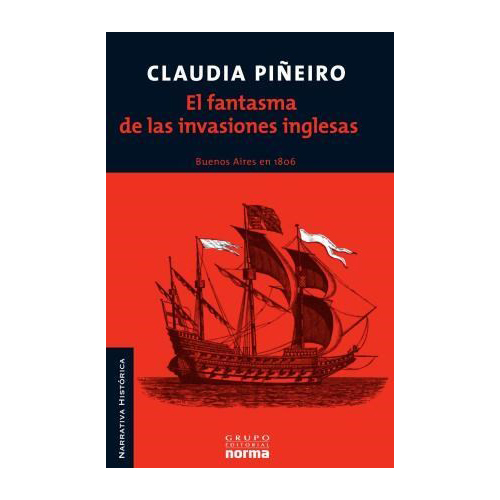 CLAUDIA PIÑEIRO
El fantasma
de las invasiones inglesas
Buenos Aires en 1806
NARRATIVA HISTÓRICA
GRUPO
EDITORIAL
norma